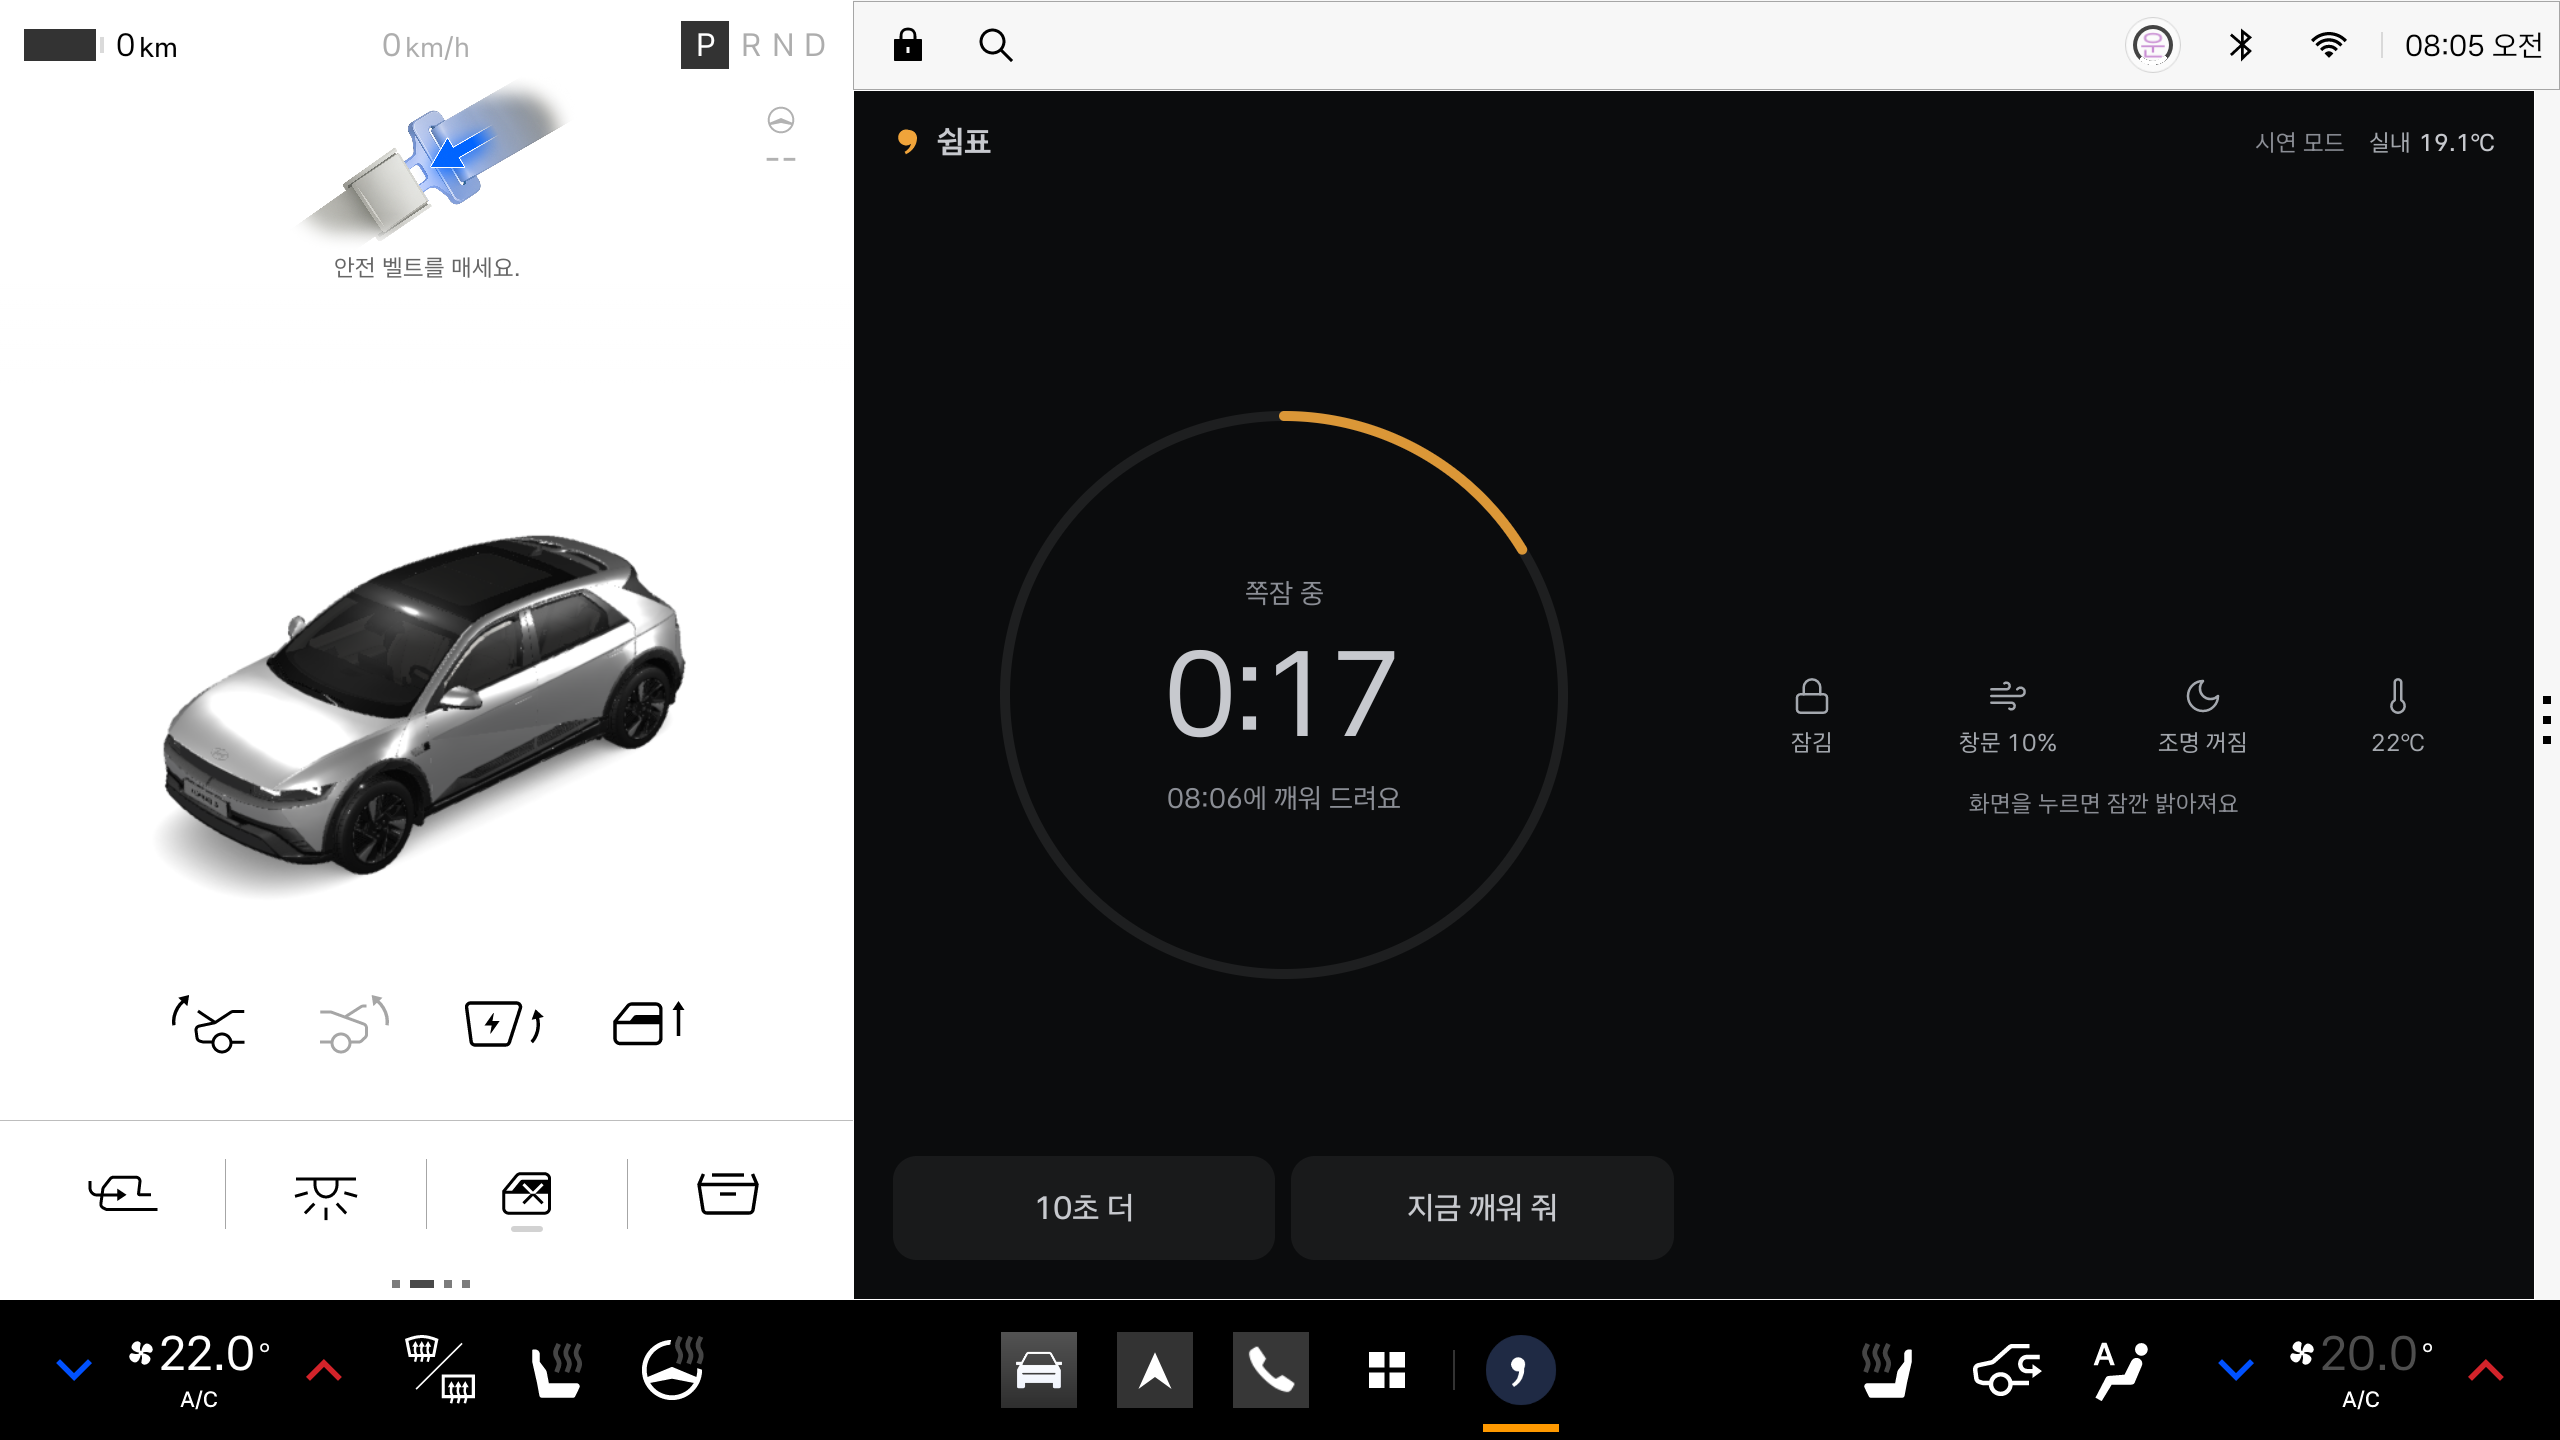 0 km
0 km/h
P R N D
안전 벨트를 매세요.
운
08:05 오전
쉼표
시연 모드 실내 19.1°C
쪽잠 중
0:17
08:06에 깨워 드려요
잠김
창문 10%
조명 꺼짐
22°C
화면을 누르면 잠깐 밝아져요
10초 더
지금 깨워 줘
22.0°
A/C
A
20.0°
A/C